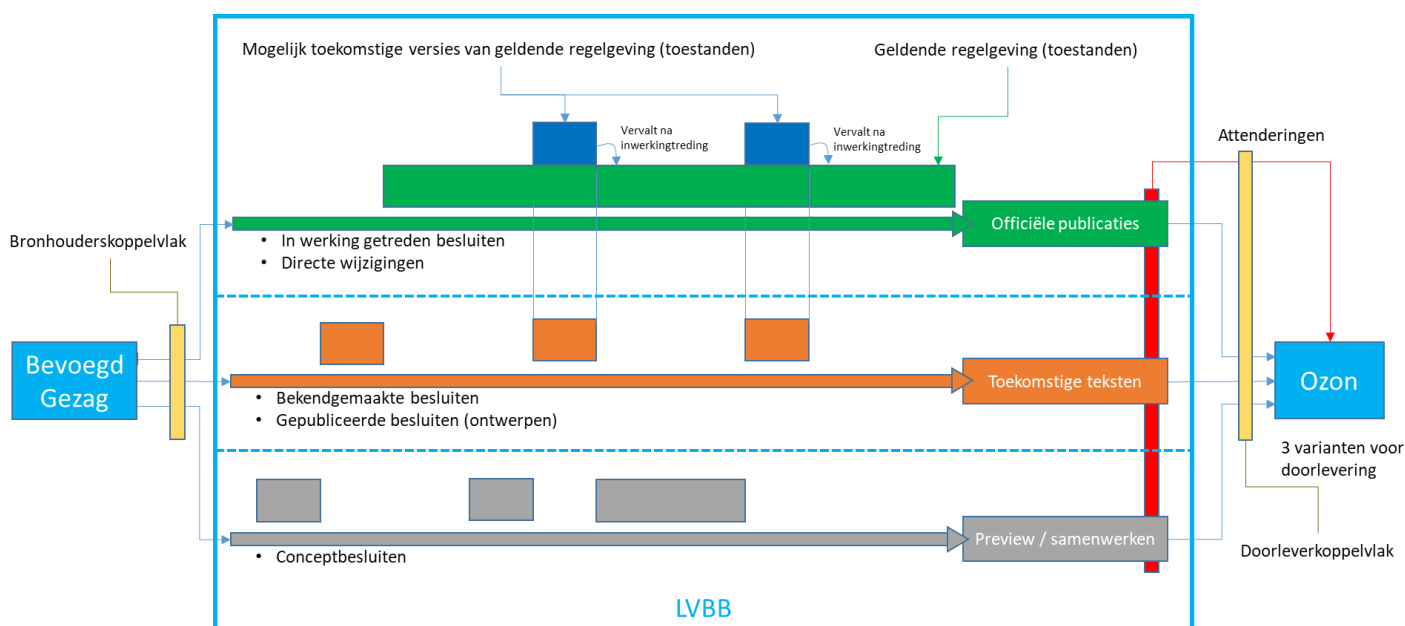 Mogelijk toekomstige versies van geldende regelgeving (toestanden)
Geldende regelgeving (toestanden)
Vervalt na
inwerkingtreding
Vervalt na
inwerkingtreding
Attenderingen
Officiële publicaties
Bronhouderskoppelvlak
• In werking getreden besluiten
• Directe wijzigingen
Bevoegd
Gezag
Toekomstige teksten
Ozon
• Bekendgemaakte besluiten
• Gepubliceerde besluiten (ontwerpen)
3 varianten voor
doorlevering
Preview / samenwerken
• Conceptbesluiten
Doorleverkoppelvlak
LVBB